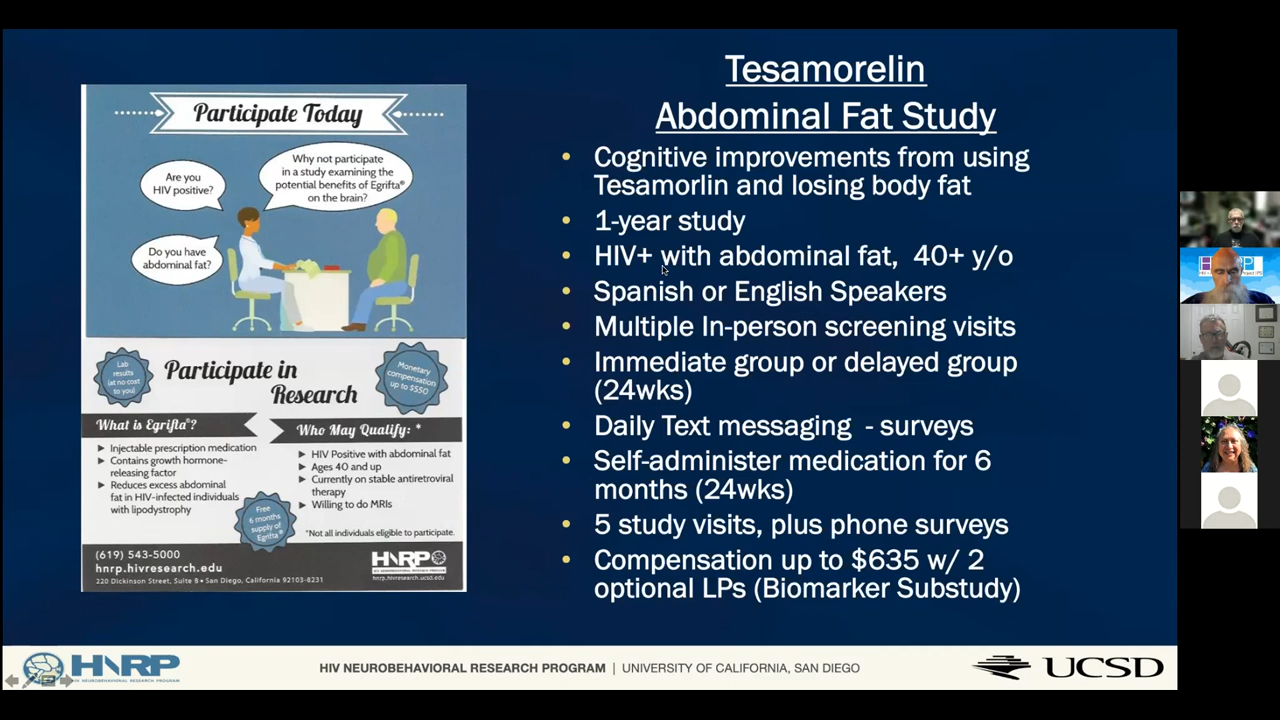 Participate Today
Are you
HIV positive?
Why not participate
in a study examining the
potential benefits of Egrifta®
on the brain?
Do you have
abdominal fat?
Lab
results
(at no cost
to you)
Participate in
Research
Monetary
compensation
up to $550
What is Egrifta®?
Injectable prescription medication
Contains growth hormone-
releasing factor
Reduces excess abdominal
fat in HIV-infected individuals
with lipodystrophy
Free
6 months
supply of
Egrifta®
Who May Qualify: *
HIV Positive with abdominal fat
Ages 40 and up
Currently on stable antiretroviral
therapy
Willing to do MRIs
*Not all individuals eligible to participate.
(619) 543-5000
hnrp.hivresearch.edu
220 Dickinson Street, Suite B • San Diego, California 92103-8231
HNRP
hnrp.hivresearch.ucsd.edu
Tesamorelin
Abdominal Fat Study
• Cognitive improvements from using
Tesamorlin and losing body fat
• 1-year study
• HIV+ with abdominal fat, 40+ y/o
• Spanish or English Speakers
• Multiple In-person screening visits
• Immediate group or delayed group
(24wks)
• Daily Text messaging - surveys
• Self-administer medication for 6
months (24wks)
• 5 study visits, plus phone surveys
• Compensation up to $635 w/ 2
optional LPs (Biomarker Substudy)
HNRP
HIV NEUROBEHAVIORAL RESEARCH PROGRAM
HIV NEUROBEHAVIORAL RESEARCH PROGRAM | UNIVERSITY OF CALIFORNIA, SAN DIEGO
UCSD